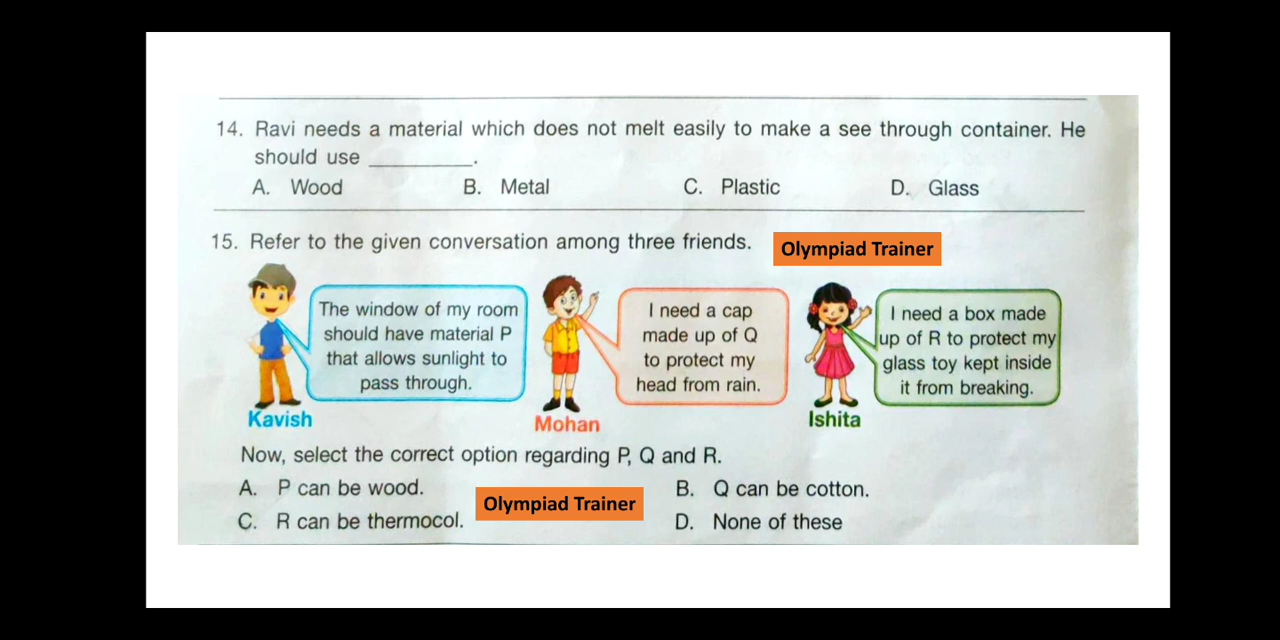 14. Ravi needs a material which does not melt easily to make a see through container. He
should use __________.
A. Wood B. Metal C. Plastic D. Glass
15. Refer to the given conversation among three friends. Olympiad Trainer
The window of my room
should have material P
that allows sunlight to
pass through.
Kavish
I need a cap
made up of Q
to protect my
head from rain.
Mohan
I need a box made
up of R to protect my
glass toy kept inside
it from breaking.
Ishita
Now, select the correct option regarding P, Q and R.
A. P can be wood. B. Q can be cotton.
Olympiad Trainer
C. R can be thermocol. D. None of these